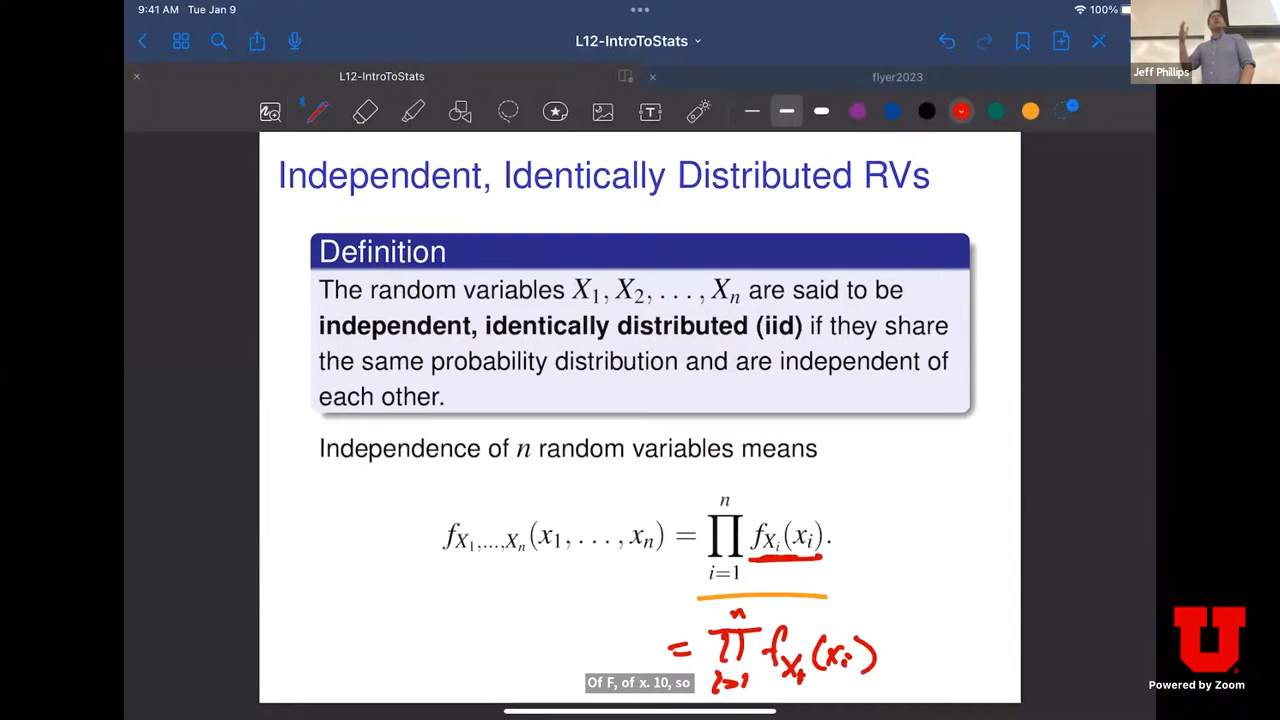 9:41 AM Tue Jan 9
100%
L12-IntroToStats
L12-IntroToStats
flyer2023
Jeff Phillips
Independent, Identically Distributed RVs
Definition
The random variables X₁, X₂, . . . , Xₙ are said to be
independent, identically distributed (iid) if they share
the same probability distribution and are independent of
each other.
Independence of n random variables means
f_{X₁,...,Xₙ}(x₁, . . . , xₙ) = ∏_{i=1}^{n} f_{Xᵢ}(xᵢ).
= ∏_{i=1}^{n} f_{X₁}(xᵢ)
Of F, of x. 10, so
U
Powered by Zoom